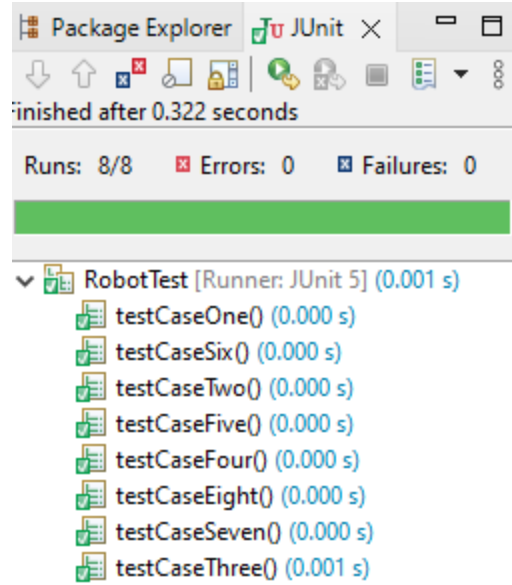 Package Explorer JUnit
Finished after 0.322 seconds
Runs: 8/8 Errors: 0 Failures: 0
RobotTest [Runner: JUnit 5] (0.001 s)
testCaseOne() (0.000 s)
testCaseSix() (0.000 s)
testCaseTwo() (0.000 s)
testCaseFive() (0.000 s)
testCaseFour() (0.000 s)
testCaseEight() (0.000 s)
testCaseSeven() (0.000 s)
testCaseThree() (0.001 s)